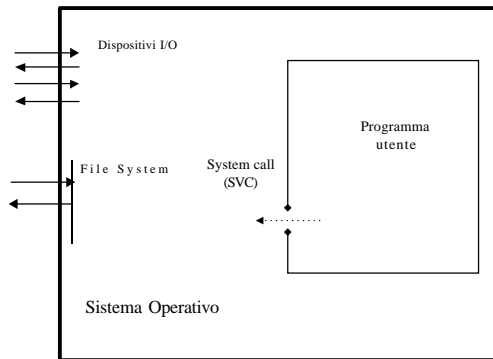 Dispositivi I/O
Programma
utente
File System
System call
(SVC)
Sistema Operativo